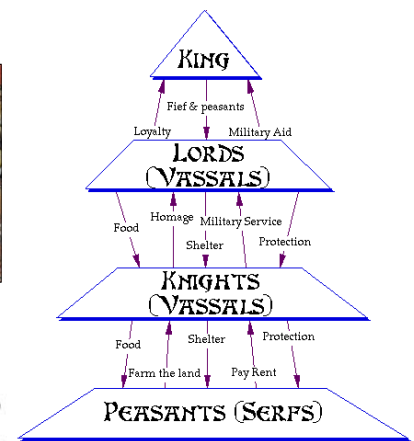 KING
Fief & peasants
Loyalty
Military Aid
LORDS
(VASSALS)
Homage
Military Service
Food
Shelter
Protection
KNIGHTS
(VASSALS)
Food
Shelter
Protection
Farm the land
Pay Rent
PEASANTS (SERFS)